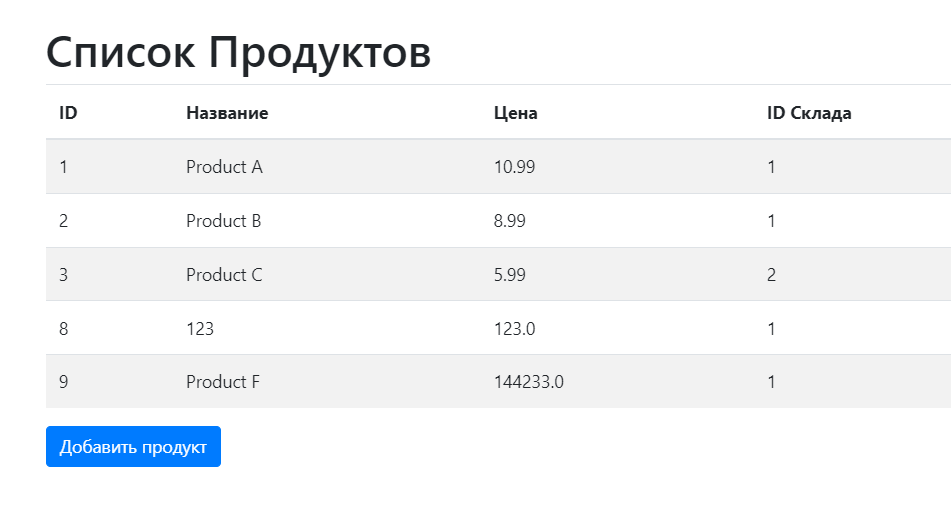 Список Продуктов
ID Название Цена ID Склада
1 Product A 10.99 1
2 Product B 8.99 1
3 Product C 5.99 2
8 123 123.0 1
9 Product F 144233.0 1
Добавить продукт